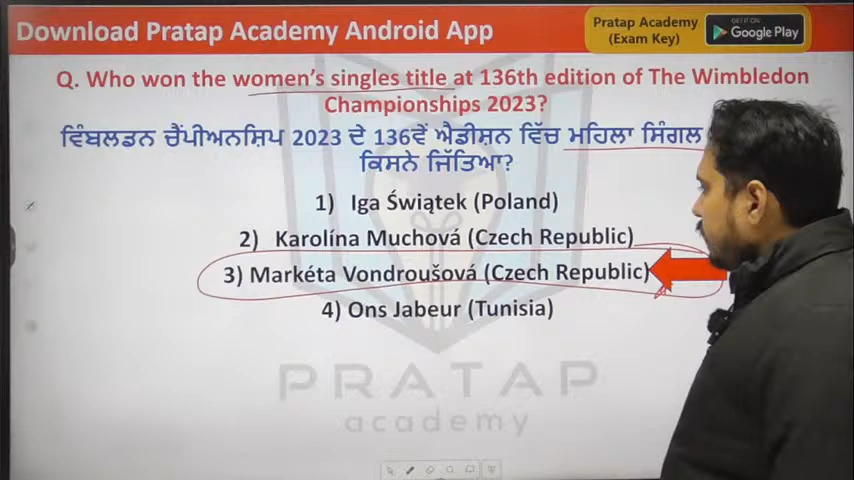 Download Pratap Academy Android App
Pratap Academy
(Exam Key)
GET IT ON
Google Play
Q. Who won the women's singles title at 136th edition of The Wimbledon
Championships 2023?
ਵਿੰਬਲਡਨ ਚੈਂਪੀਅਨਸ਼ਿਪ 2023 ਦੇ 136ਵੇਂ ਐਡੀਸ਼ਨ ਵਿੱਚ ਮਹਿਲਾ ਸਿੰਗਲ
ਕਿਸਨੇ ਜਿੱਤਿਆ?
1) Iga Świątek (Poland)
2) Karolína Muchová (Czech Republic)
3) Markéta Vondroušová (Czech Republic)
4) Ons Jabeur (Tunisia)
PRATAP
academy